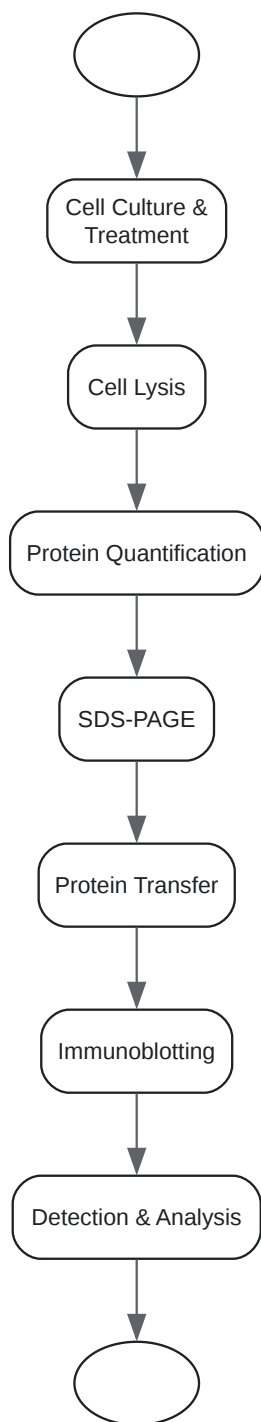 Cell Culture &
Treatment
Cell Lysis
Protein Quantification
SDS-PAGE
Protein Transfer
Immunoblotting
Detection & Analysis